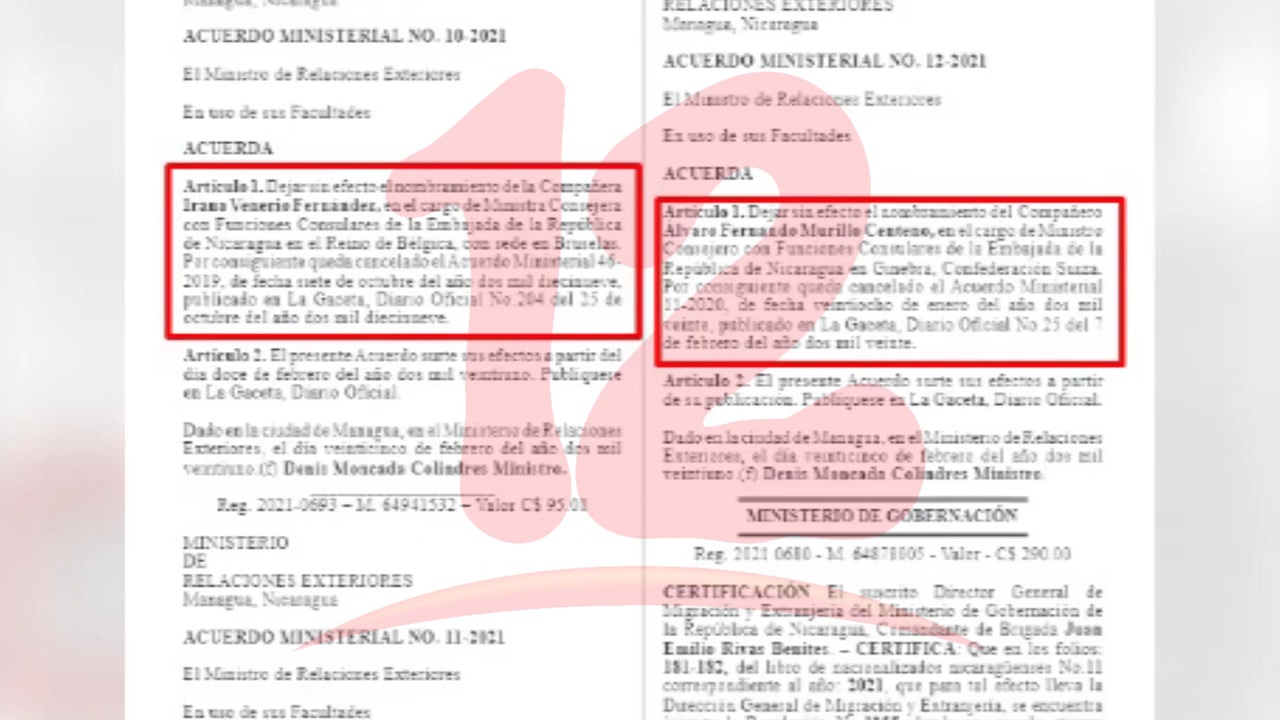 Managua, Nicaragua
ACUERDO MINISTERIAL NO. 10-2021
El Ministro de Relaciones Exteriores
En uso de sus Facultades
ACUERDA
Artículo 1. Dejar sin efecto el nombramiento de la Compañera
Irana Venerio Fernández, en el cargo de Ministra Consejera
con Funciones Consulares de la Embajada de la República
de Nicaragua en el Reino de Bélgica, con sede en Bruselas.
Por consiguiente queda cancelado el Acuerdo Ministerial 46-
2019, de fecha siete de octubre del año dos mil diecinueve,
publicado en La Gaceta, Diario Oficial No 204 del 25 de
octubre del año dos mil diecinueve.
Artículo 2. El presente Acuerdo surte sus efectos a partir del
día doce de febrero del año dos mil veintiuno. Publíquese
en La Gaceta, Diario Oficial.
Dado en la ciudad de Managua, en el Ministerio de Relaciones
Exteriores, el día veinticinco de febrero del año dos mil
veintiuno.(f) Denis Moncada Colindres Ministro.
Reg. 2021-0693 – M. 64941532 – Valor C$ 95.01
MINISTERIO
DE
RELACIONES EXTERIORES
Managua, Nicaragua
ACUERDO MINISTERIAL NO. 11-2021
El Ministro de Relaciones Exteriores
En uso de sus Facultades
RELACIONES EXTERIORES
Managua, Nicaragua
ACUERDO MINISTERIAL NO. 12-2021
El Ministro de Relaciones Exteriores
En uso de sus Facultades
ACUERDA
Artículo 1. Dejar sin efecto el nombramiento del Compañero
Alvaro Fernando Murillo Centeno, en el cargo de Ministro
Consejero con Funciones Consulares de la Embajada de la
República de Nicaragua en Ginebra, Confederación Suiza.
Por consiguiente queda cancelado el Acuerdo Ministerial
11-2020, de fecha veintiocho de enero del año dos mil
veinte, publicado en La Gaceta, Diario Oficial No.25 del 7
de febrero del año dos mil veinte.
Artículo 2. El presente Acuerdo surte sus efectos a partir
de su publicación. Publíquese en La Gaceta, Diario Oficial.
Dado en la ciudad de Managua, en el Ministerio de Relaciones
Exteriores, el día veinticinco de febrero del año dos mil
veintiuno.(f) Denis Moncada Colindres Ministro.
MINISTERIO DE GOBERNACIÓN
Reg. 2021 0680 - M. 64878805 - Valor - C$ 290.00
CERTIFICACIÓN El suscrito Director General de
Migración y Extranjería del Ministerio de Gobernación de
la República de Nicaragua, Comandante de Brigada Juan
Emilio Rivas Benites. – CERTIFICA: Que en los folios:
181-182, del libro de nacionalizados nicaragüenses No.11
correspondiente al año: 2021, que para tal efecto lleva la
Dirección General de Migración y Extranjería, se encuentra
12